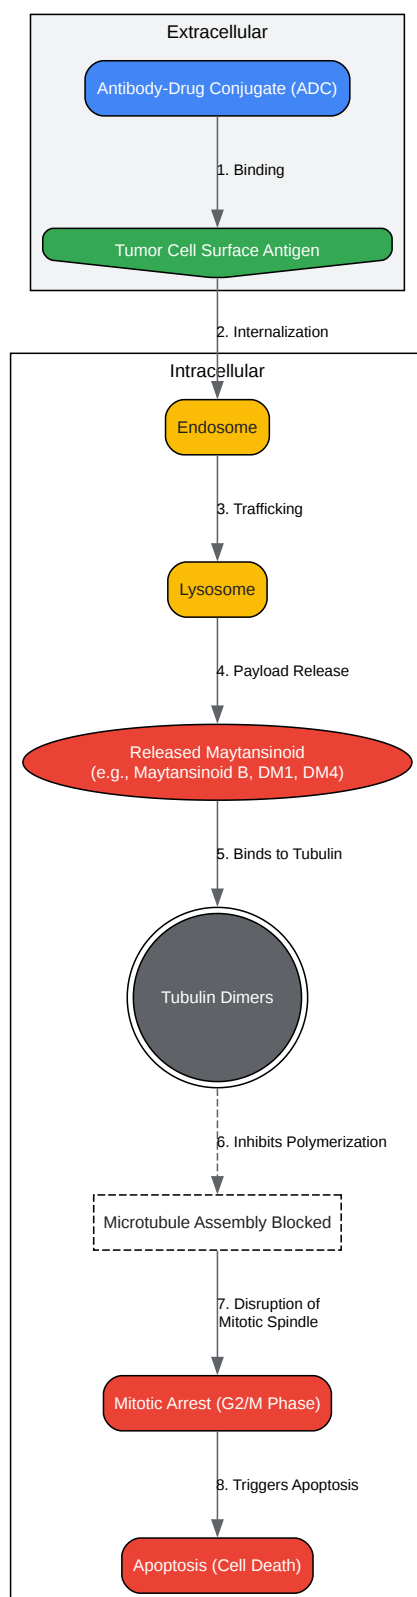 Extracellular
Antibody-Drug Conjugate (ADC)
1. Binding
Tumor Cell Surface Antigen
2. Internalization
Intracellular
Endosome
3. Trafficking
Lysosome
4. Payload Release
Released Maytansinoid
(e.g., Maytansinoid B, DM1, DM4)
5. Binds to Tubulin
Tubulin Dimers
6. Inhibits Polymerization
Microtubule Assembly Blocked
7. Disruption of
Mitotic Spindle
Mitotic Arrest (G2/M Phase)
8. Triggers Apoptosis
Apoptosis (Cell Death)